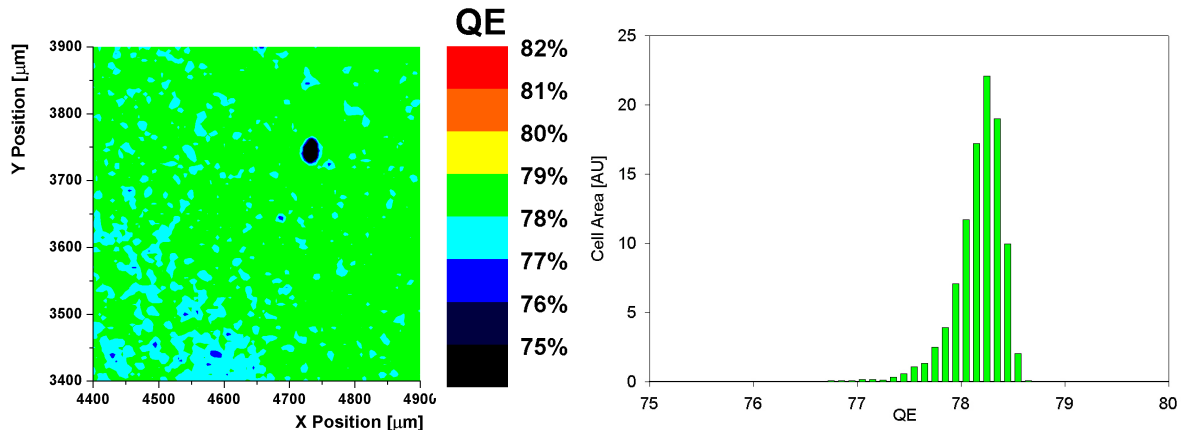 QE
82%
81%
80%
79%
78%
77%
76%
75%
Y Position [μm]
3900
3800
3700
3600
3500
3400
4400 4500 4600 4700 4800 4900
X Position [μm]
Cell Area [AU]
25
20
15
10
5
0
75 76 77 78 79 80
QE